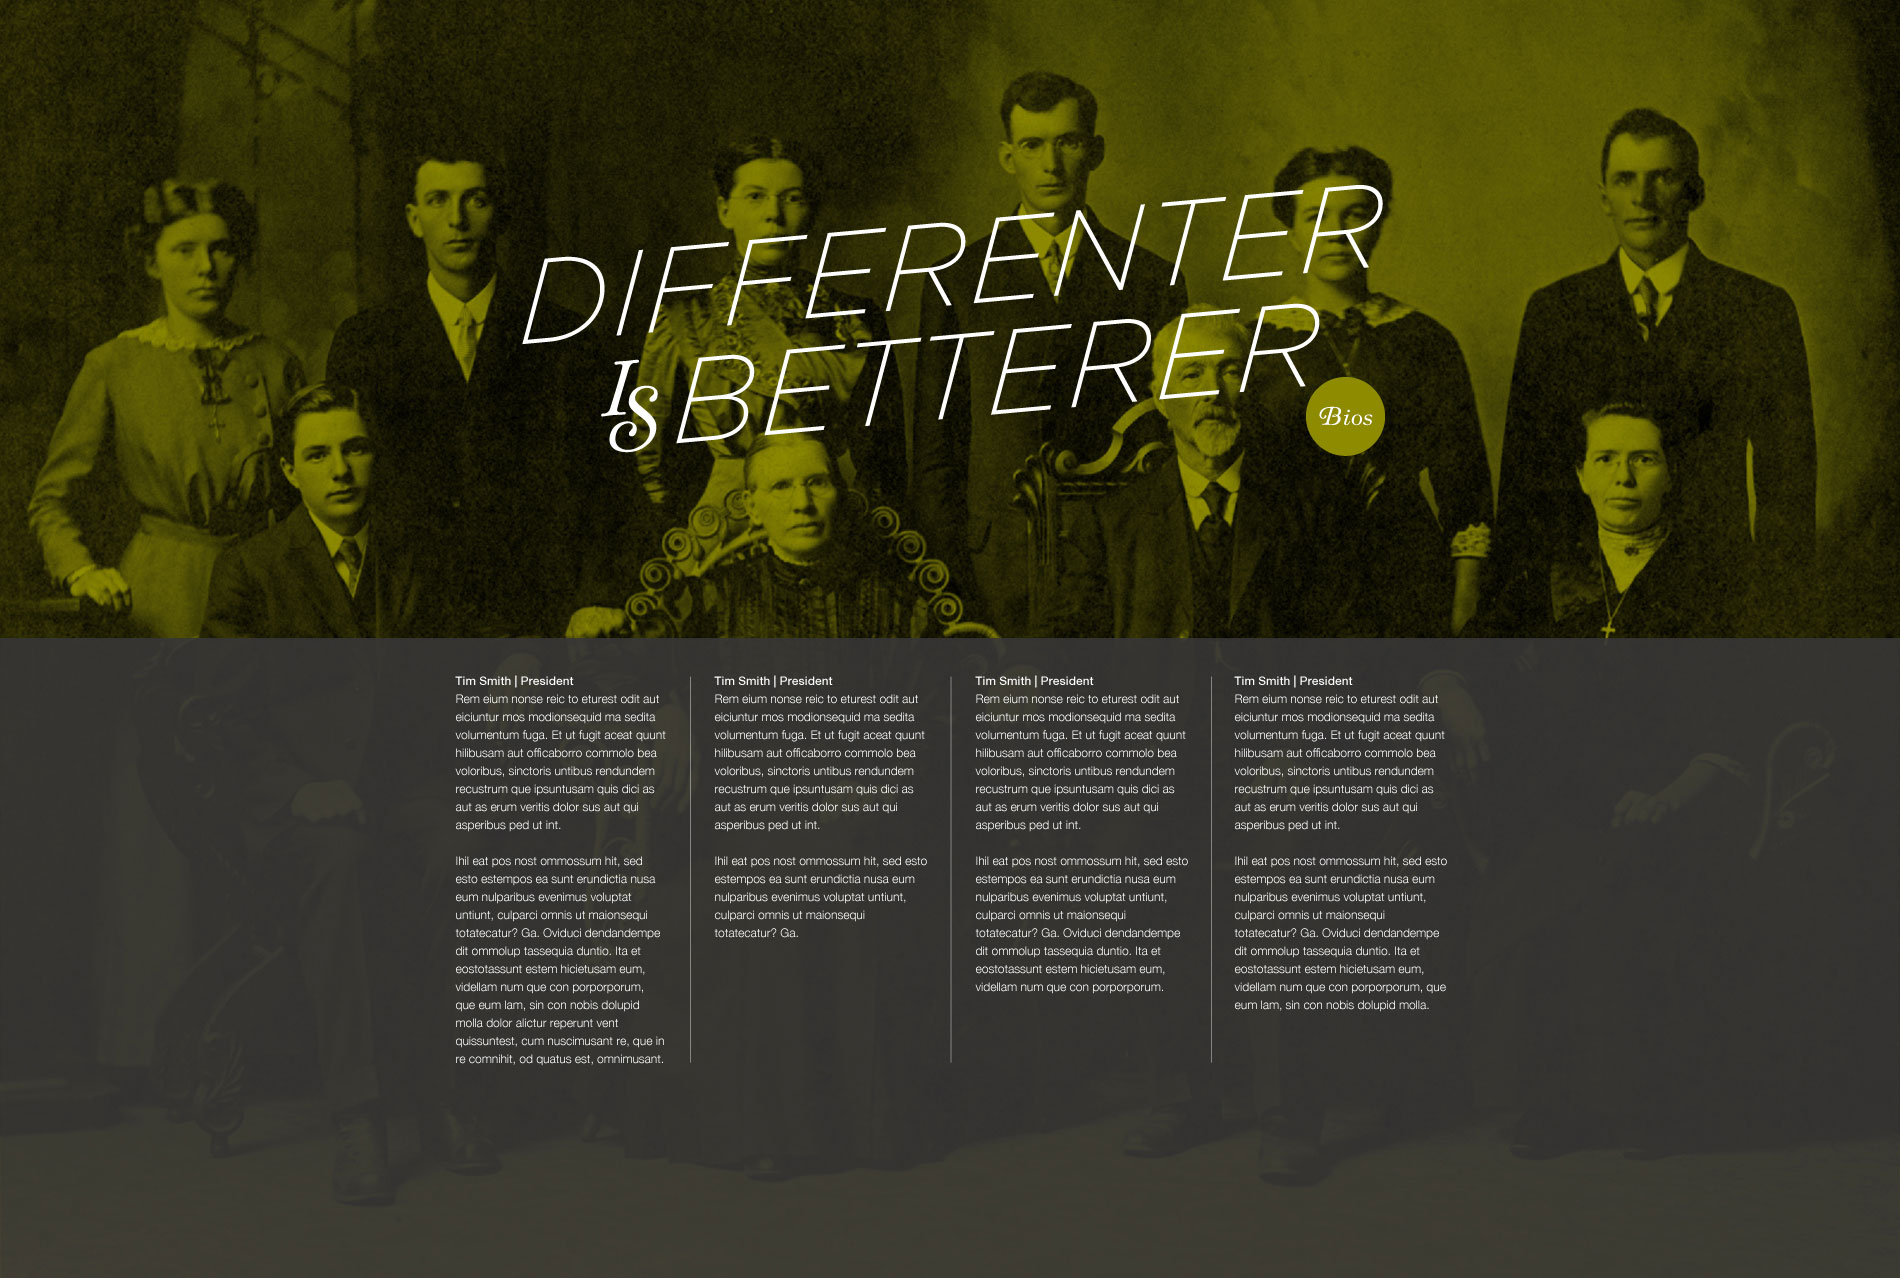 DIFFERENTER
IS BETTERER
Bios
Tim Smith | President
Rem eium nonse reic to eturest odit aut
eiciuntur mos modionsequid ma sedita
volumentum fuga. Et ut fugit aceat quunt
hilibusam aut officaborro commolo bea
voloribus, sinctoris untibus rendundem
recustrum que ipsuntusam quis dici as
aut as erum veritis dolor sus aut qui
asperibus ped ut int.
Ihil eat pos nost ommossum hit, sed
esto estempos ea sunt erundictia nusa
eum nulparibus evenimus voluptat
untiunt, culparci omnis ut maionsequi
totatecatur? Ga. Oviduci dendandempe
dit ommolup tassequia duntio. Ita et
eostotassunt estem hicietusam eum,
videllam num que con porporporum,
que eum lam, sin con nobis dolupid
molla dolor alictur reperunt vent
quissuntest, cum nuscimusant re, que in
re comnihit, od quatus est, omnimusant.
Tim Smith | President
Rem eium nonse reic to eturest odit aut
eiciuntur mos modionsequid ma sedita
volumentum fuga. Et ut fugit aceat quunt
hilibusam aut officaborro commolo bea
voloribus, sinctoris untibus rendundem
recustrum que ipsuntusam quis dici as
aut as erum veritis dolor sus aut qui
asperibus ped ut int.
Ihil eat pos nost ommossum hit, sed esto
estempos ea sunt erundictia nusa eum
nulparibus evenimus voluptat untiunt,
culparci omnis ut maionsequi
totatecatur? Ga.
Tim Smith | President
Rem eium nonse reic to eturest odit aut
eiciuntur mos modionsequid ma sedita
volumentum fuga. Et ut fugit aceat quunt
hilibusam aut officaborro commolo bea
voloribus, sinctoris untibus rendundem
recustrum que ipsuntusam quis dici as
aut as erum veritis dolor sus aut qui
asperibus ped ut int.
Ihil eat pos nost ommossum hit, sed esto
estempos ea sunt erundictia nusa eum
nulparibus evenimus voluptat untiunt,
culparci omnis ut maionsequi
totatecatur? Ga. Oviduci dendandempe
dit ommolup tassequia duntio. Ita et
eostotassunt estem hicietusam eum,
videllam num que con porporporum.
Tim Smith | President
Rem eium nonse reic to eturest odit aut
eiciuntur mos modionsequid ma sedita
volumentum fuga. Et ut fugit aceat quunt
hilibusam aut officaborro commolo bea
voloribus, sinctoris untibus rendundem
recustrum que ipsuntusam quis dici as
aut as erum veritis dolor sus aut qui
asperibus ped ut int.
Ihil eat pos nost ommossum hit, sed esto
estempos ea sunt erundictia nusa eum
nulparibus evenimus voluptat untiunt,
culparci omnis ut maionsequi
totatecatur? Ga. Oviduci dendandempe
dit ommolup tassequia duntio. Ita et
eostotassunt estem hicietusam eum,
videllam num que con porporporum, que
eum lam, sin con nobis dolupid molla.